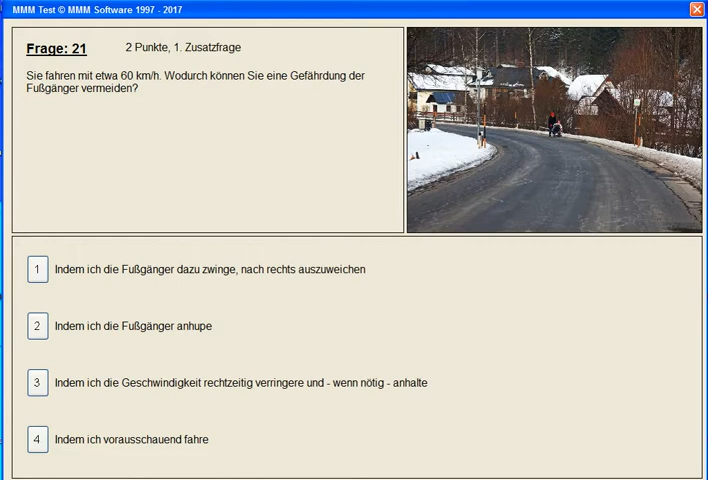 MMM Test © MMM Software 1997 - 2017
Frage: 21 2 Punkte, 1. Zusatzfrage
Sie fahren mit etwa 60 km/h. Wodurch können Sie eine Gefährdung der
Fußgänger vermeiden?
1 Indem ich die Fußgänger dazu zwinge, nach rechts auszuweichen
2 Indem ich die Fußgänger anhupe
3 Indem ich die Geschwindigkeit rechtzeitig verringere und - wenn nötig - anhalte
4 Indem ich vorausschauend fahre